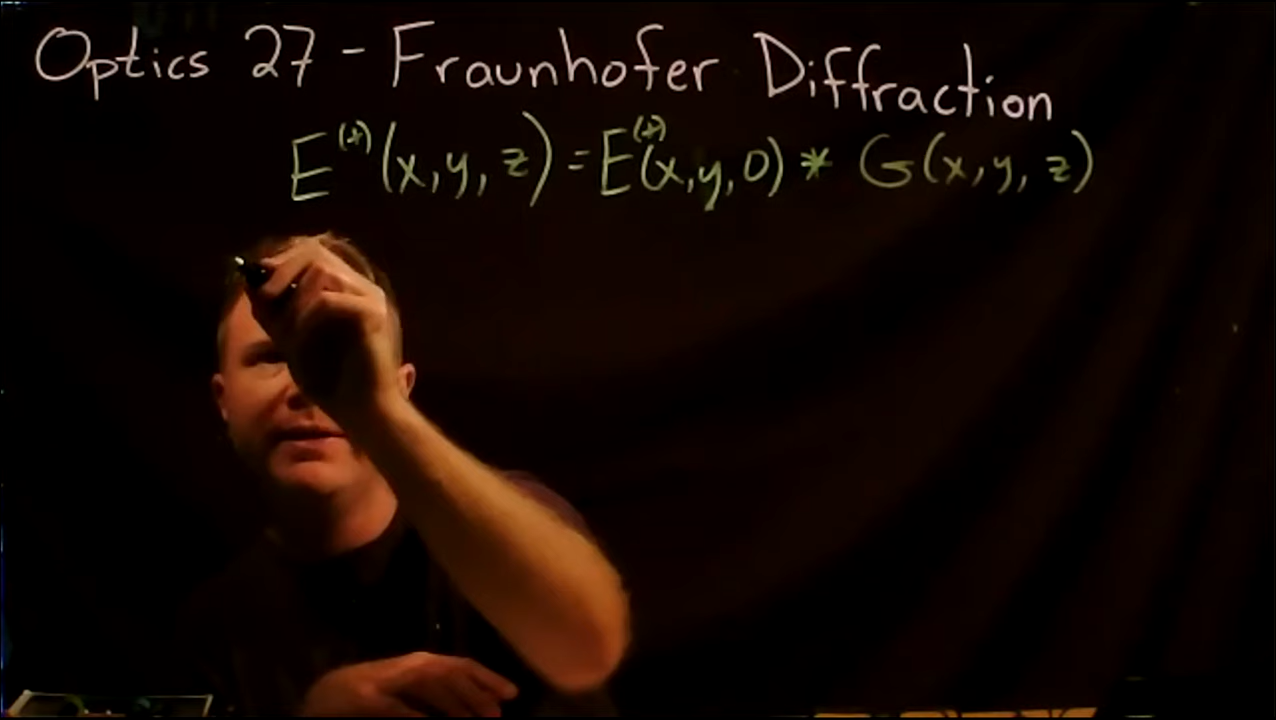 Optics 27 - Fraunhofer Diffraction
E⁽⁺⁾(x,y,z) = E⁽⁺⁾(x,y,0) * G(x,y,z)